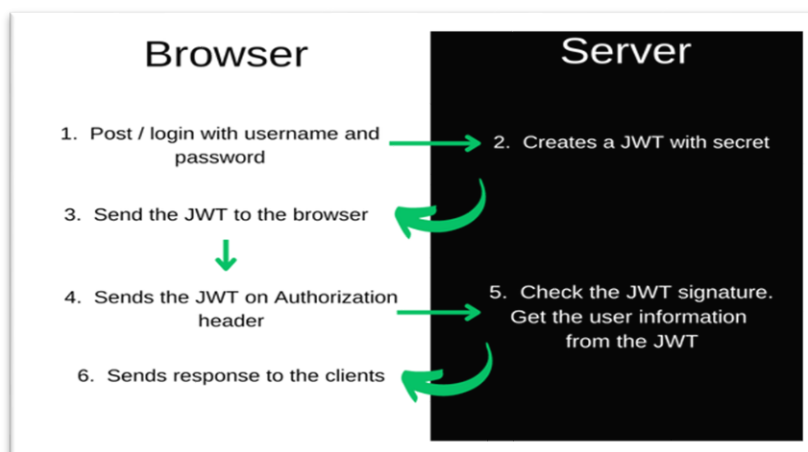 Browser
Server
1. Post / login with username and
password
2. Creates a JWT with secret
3. Send the JWT to the browser
4. Sends the JWT on Authorization
header
5. Check the JWT signature.
Get the user information
from the JWT
6. Sends response to the clients